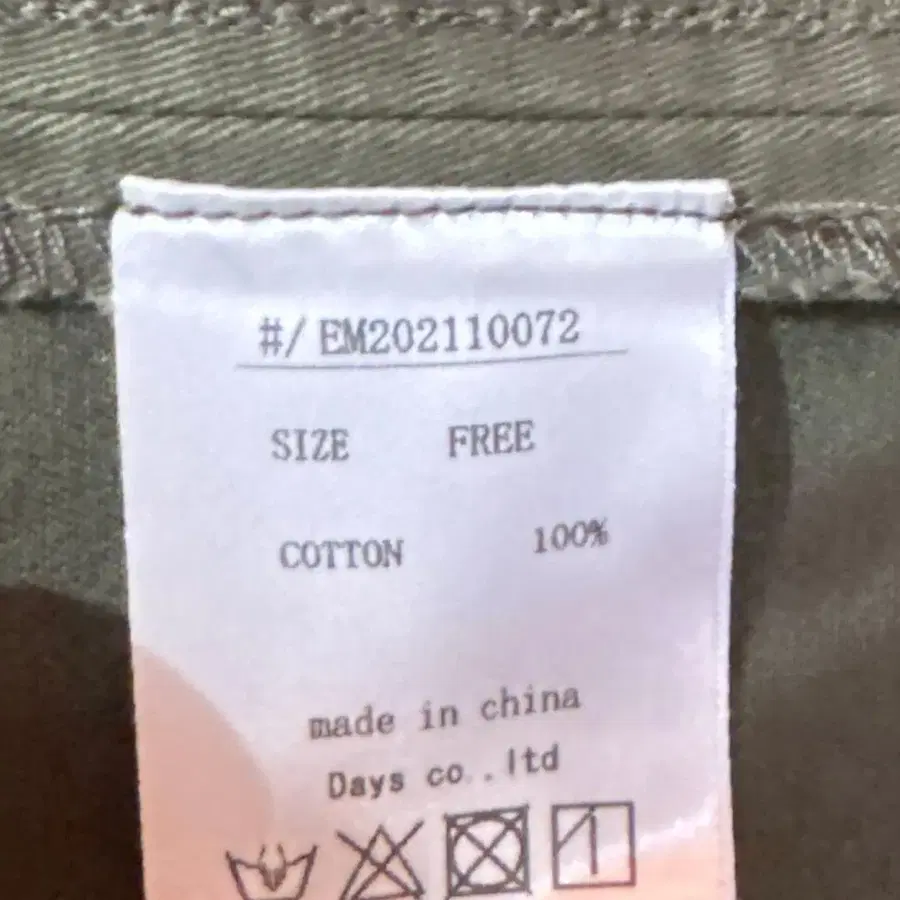 #/ EM202110072
SIZE FREE
COTTON 100%
made in china
Days co..ltd